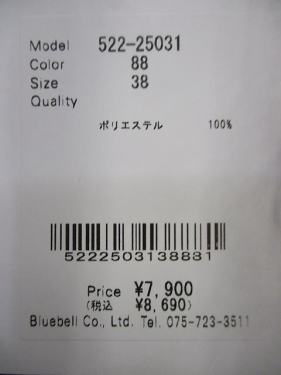 Model 522-25031
Color 88
Size 38
Quality
ポリエステル 100%
5222503138881
Price ¥7,900
(税込 ¥8,690)
Bluebell Co., Ltd. Tel. 075-723-3511